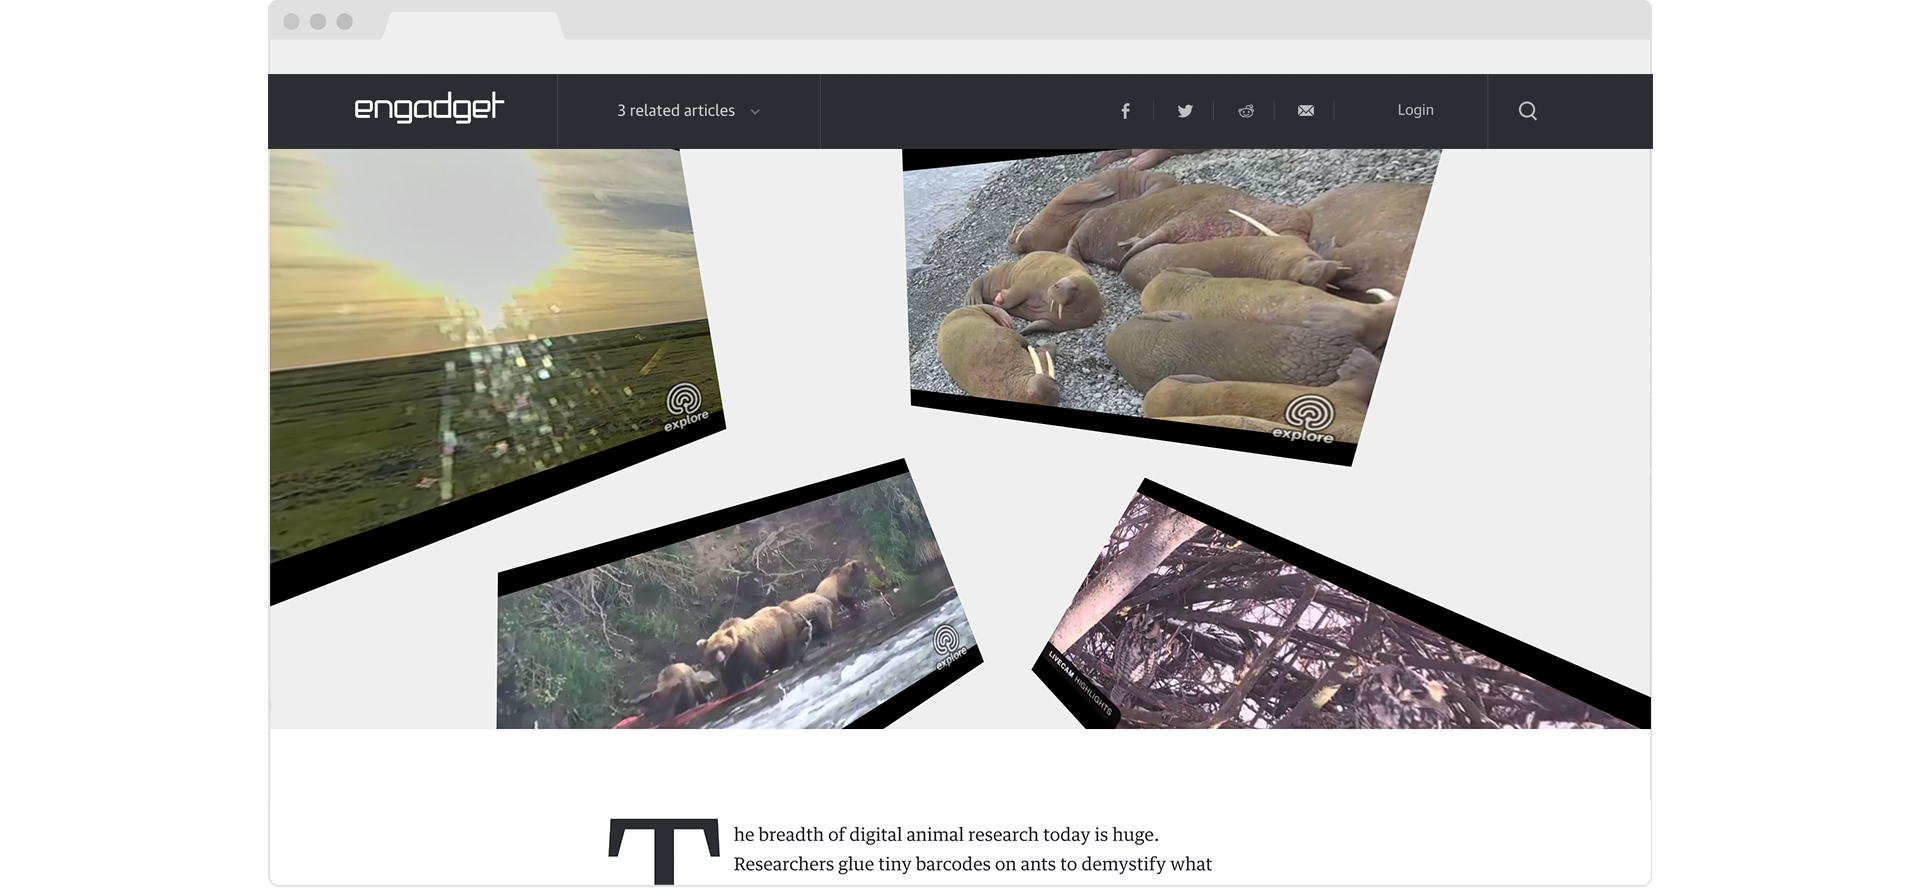 engadget
3 related articles
Login
explore
explore
explore
LIVECAM HIGHLIGHTS
The breadth of digital animal research today is huge.
Researchers glue tiny barcodes on ants to demystify what